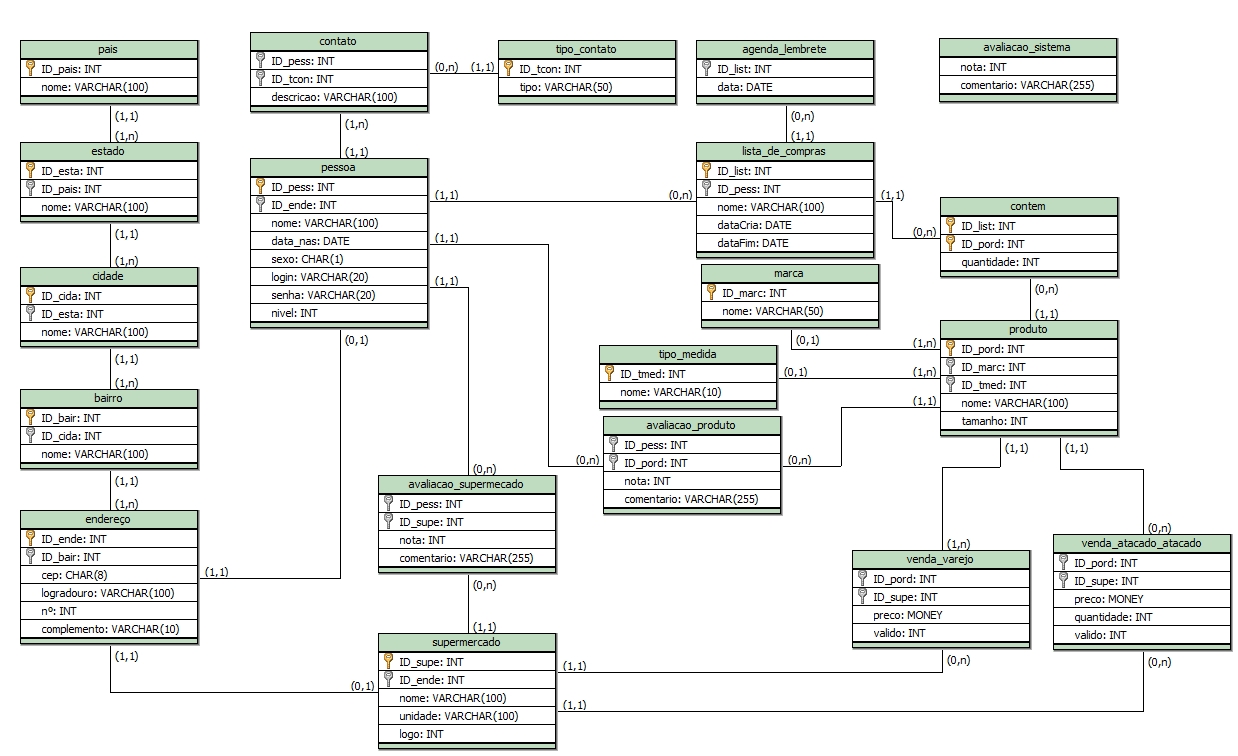 pais
ID_pais: INT
nome: VARCHAR(100)
(1,1)
(1,n)
estado
ID_esta: INT
ID_pais: INT
nome: VARCHAR(100)
(1,1)
(1,n)
cidade
ID_cida: INT
ID_esta: INT
nome: VARCHAR(100)
(1,1)
(1,n)
bairro
ID_bair: INT
ID_cida: INT
nome: VARCHAR(100)
(1,1)
(1,n)
endereço
ID_ende: INT
ID_bair: INT
cep: CHAR(8)
logradouro: VARCHAR(100)
nº: INT
complemento: VARCHAR(10)
(1,1)
(1,1)
contato
ID_pess: INT
ID_tcon: INT
descricao: VARCHAR(100)
(0,n) (1,1)
(1,n)
(1,1)
tipo_contato
ID_tcon: INT
tipo: VARCHAR(50)
pessoa
ID_pess: INT
ID_ende: INT
nome: VARCHAR(100)
data_nas: DATE
sexo: CHAR(1)
login: VARCHAR(20)
senha: VARCHAR(20)
nivel: INT
(1,1)
(0,n)
(1,1)
(1,1)
(0,1)
agenda_lembrete
ID_list: INT
data: DATE
(0,n)
(1,1)
lista_de_compras
ID_list: INT
ID_pess: INT
nome: VARCHAR(100)
dataCria: DATE
dataFim: DATE
(1,1)
(0,n)
avaliacao_sistema
nota: INT
comentario: VARCHAR(255)
contem
ID_list: INT
ID_pord: INT
quantidade: INT
(0,n)
(1,1)
marca
ID_marc: INT
nome: VARCHAR(50)
(0,1)
(1,n)
tipo_medida
ID_tmed: INT
nome: VARCHAR(10)
(0,1)
(1,n)
produto
ID_pord: INT
ID_marc: INT
ID_tmed: INT
nome: VARCHAR(100)
tamanho: INT
(1,1)
(1,1)
(1,1)
avaliacao_produto
ID_pess: INT
ID_pord: INT
nota: INT
comentario: VARCHAR(255)
(0,n)
(0,n)
(0,n)
avaliacao_supermecado
ID_pess: INT
ID_supe: INT
nota: INT
comentario: VARCHAR(255)
(0,n)
(1,1)
supermercado
ID_supe: INT
ID_ende: INT
nome: VARCHAR(100)
unidade: VARCHAR(100)
logo: INT
(0,1)
(1,1)
(1,1)
(1,n)
venda_varejo
ID_pord: INT
ID_supe: INT
preco: MONEY
valido: INT
(0,n)
(0,n)
venda_atacado_atacado
ID_pord: INT
ID_supe: INT
preco: MONEY
quantidade: INT
valido: INT
(0,n)